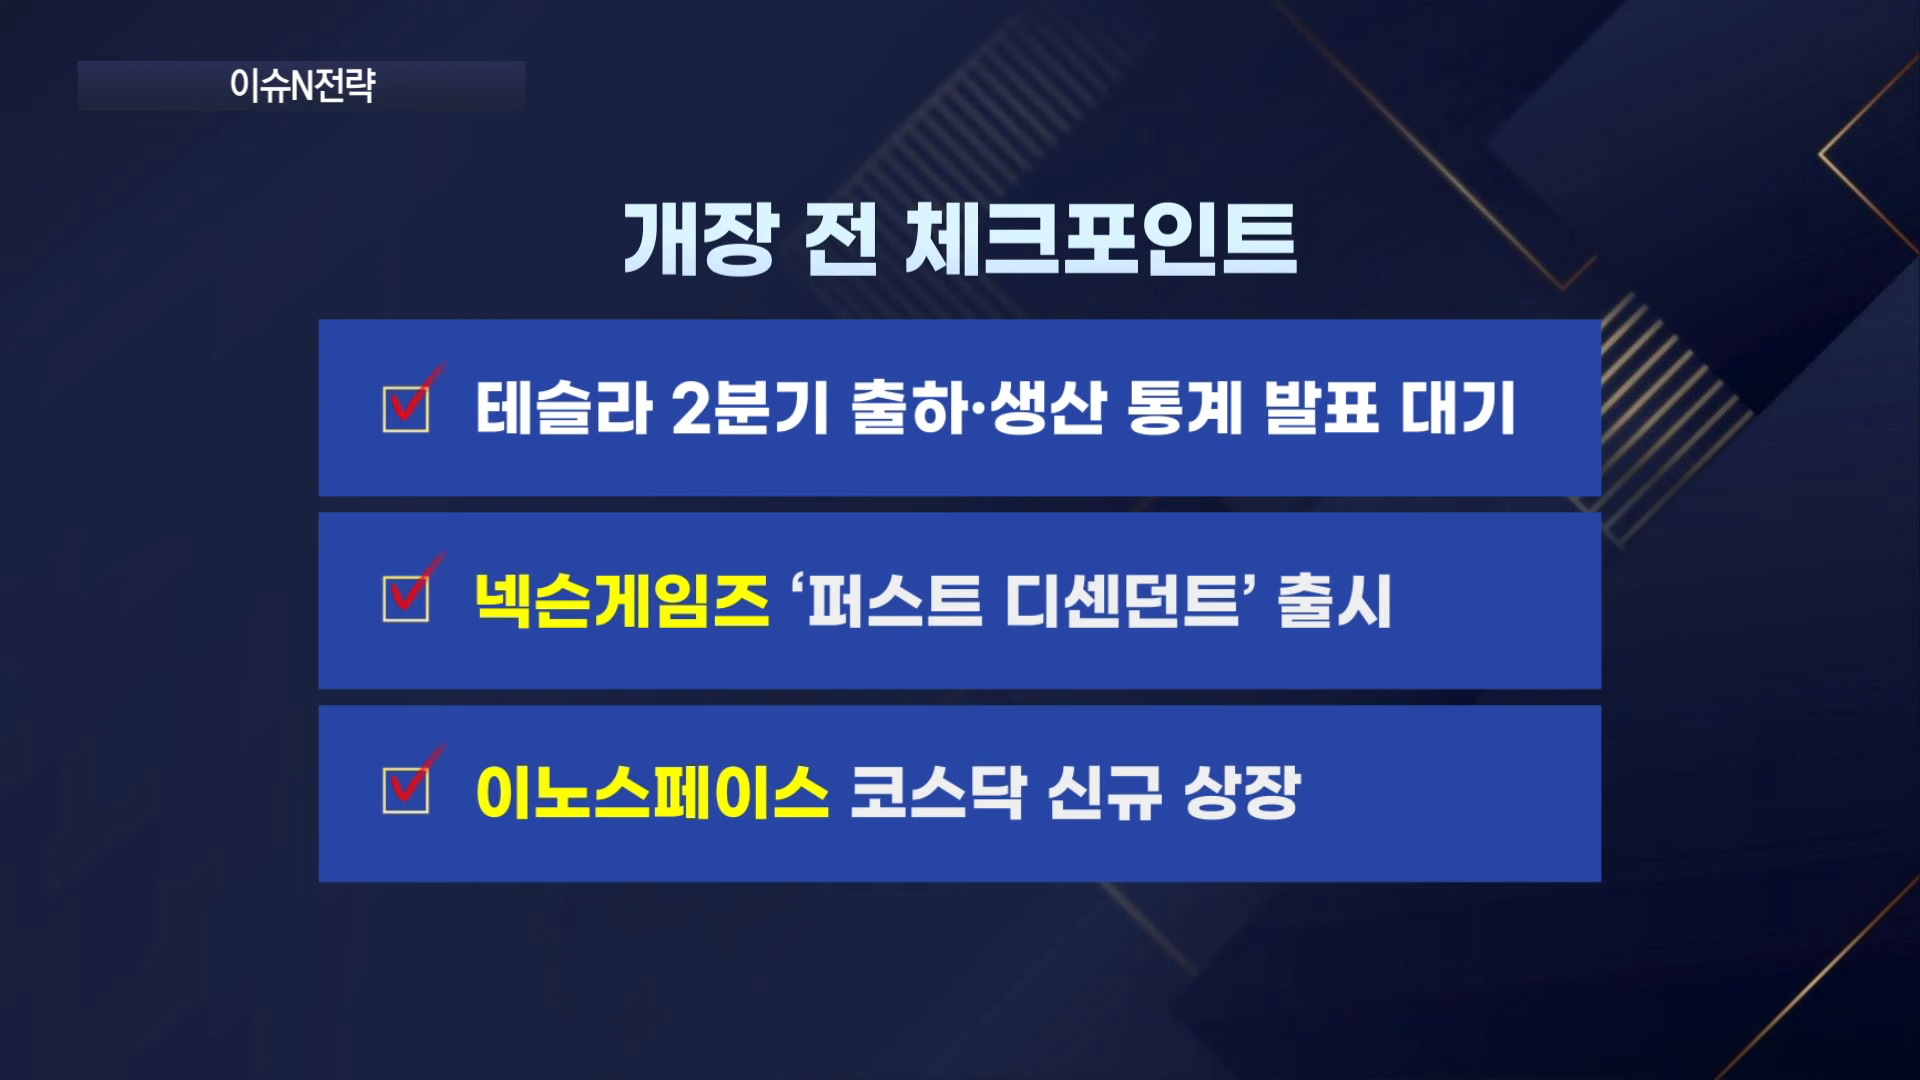 이슈N전략
개장 전 체크포인트
테슬라 2분기 출하·생산 통계 발표 대기
넥슨게임즈 ‘퍼스트 디센던트’ 출시
이노스페이스 코스닥 신규 상장